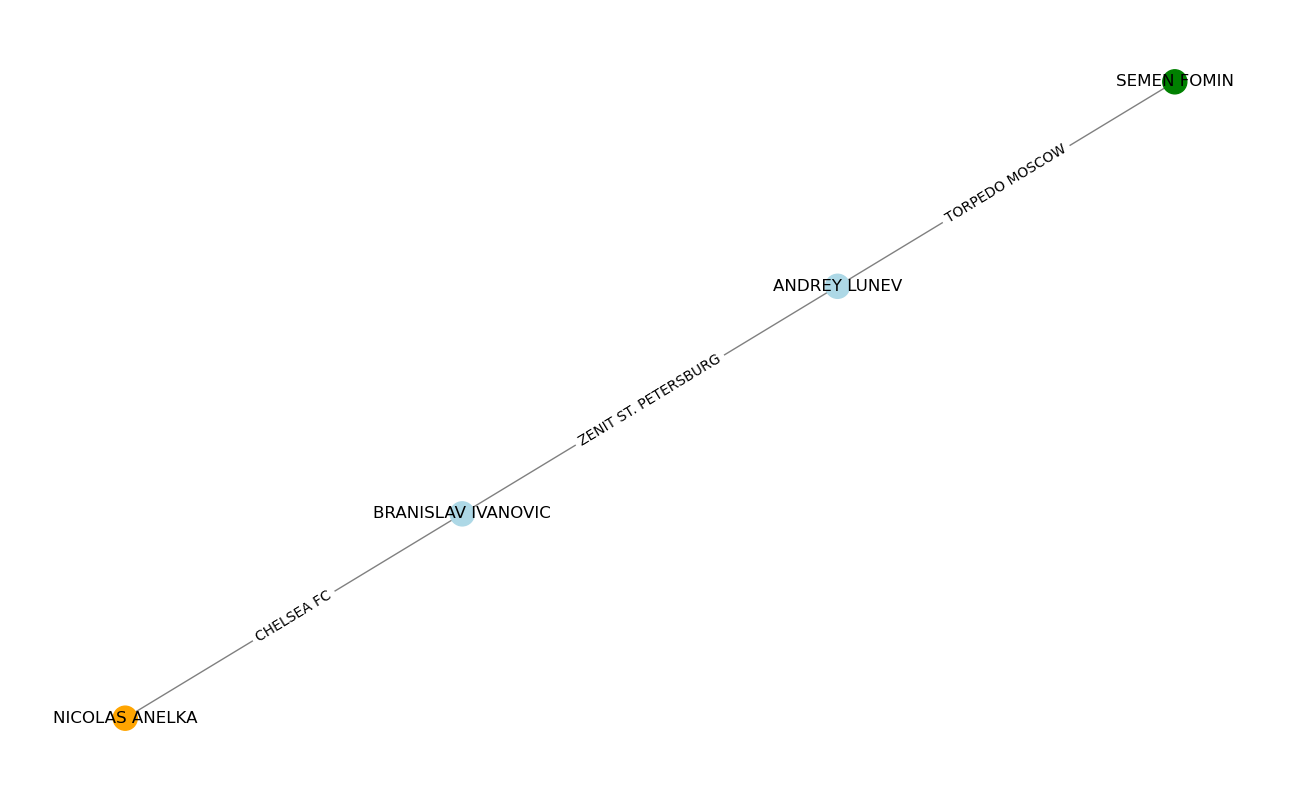 SEMEN FOMIN
TORPEDO MOSCOW
ANDREY LUNEV
ZENIT ST. PETERSBURG
BRANISLAV IVANOVIC
CHELSEA FC
NICOLAS ANELKA